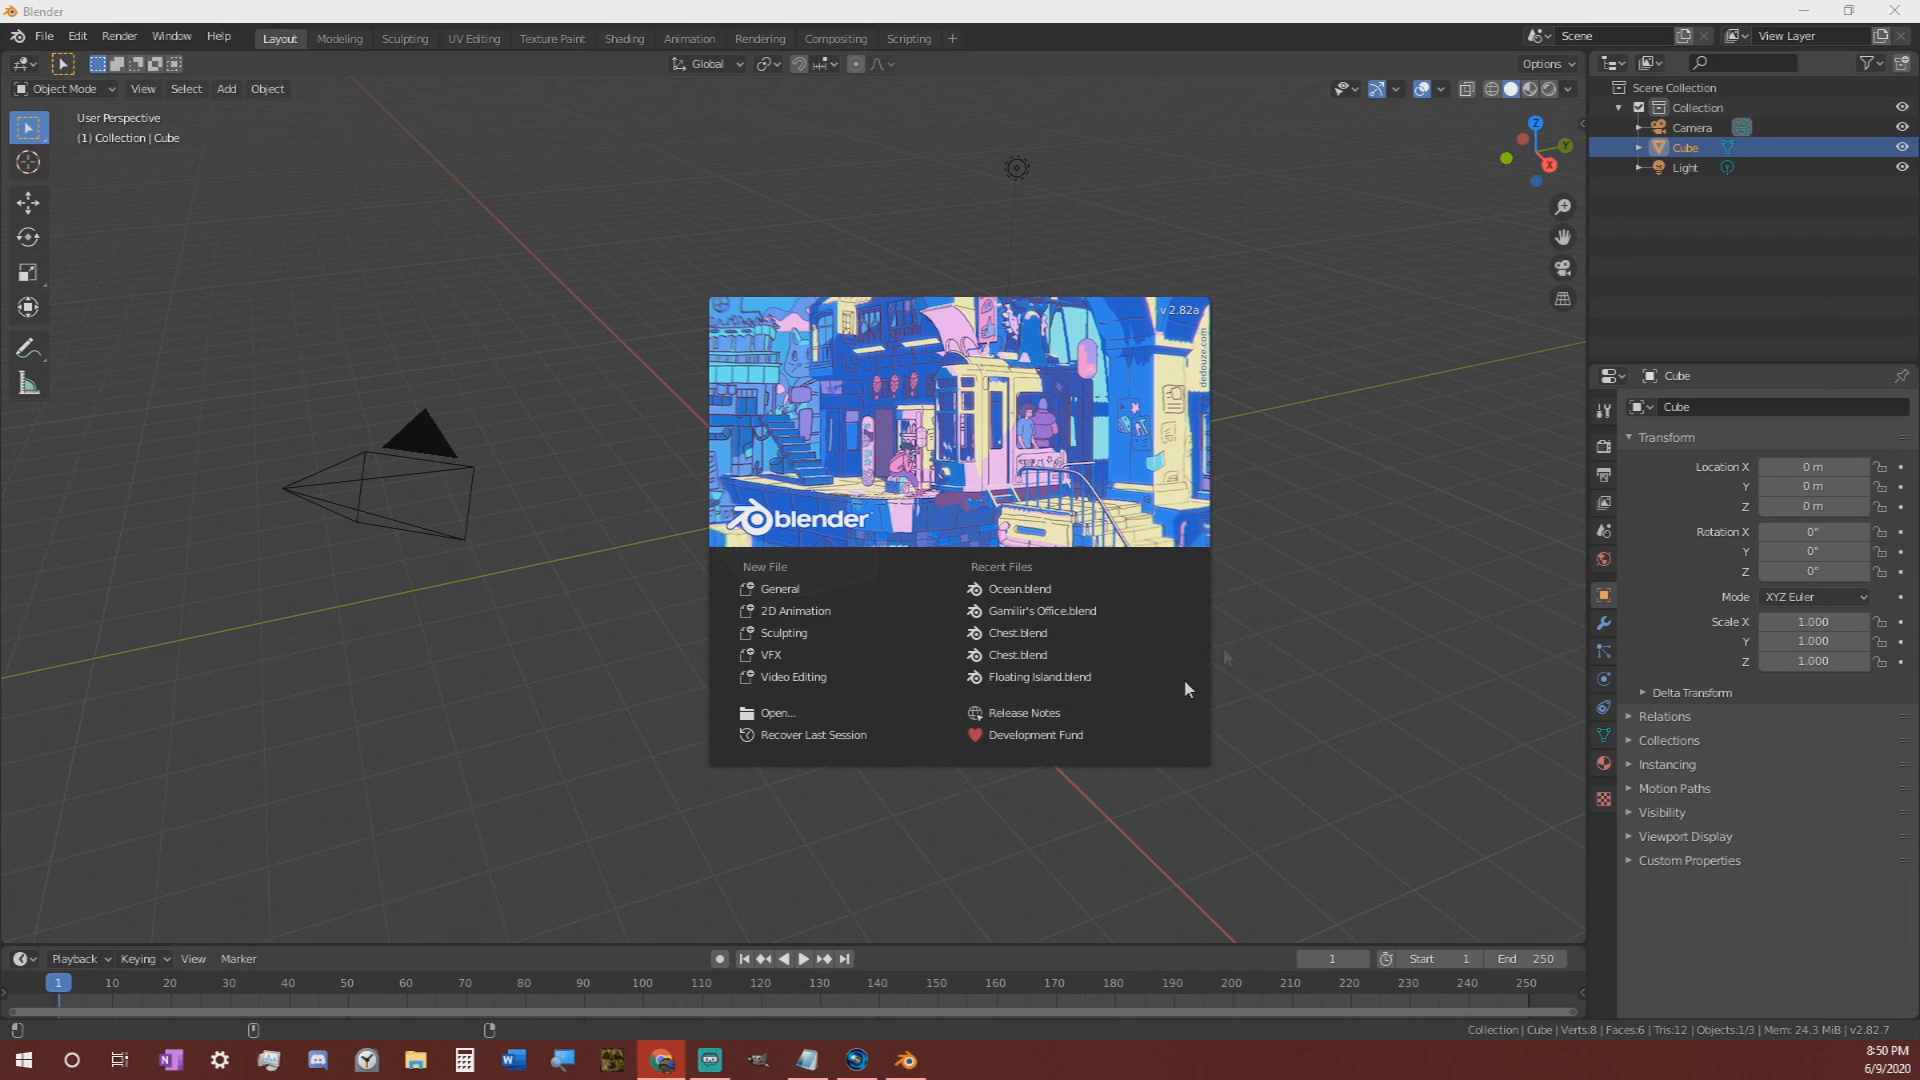 Blender
File Edit Render Window Help Layout Modeling Sculpting UV Editing Texture Paint Shading Animation Rendering Compositing Scripting + Scene View Layer
Global Options
Object Mode View Select Add Object
User Perspective
(1) Collection | Cube
Z
Y
X
Scene Collection
Collection
Camera
Cube
Light
v 2.82a
dedouze.com
blender
New File
General
2D Animation
Sculpting
VFX
Video Editing
Open...
Recover Last Session
Recent Files
Ocean.blend
Gamilir's Office.blend
Chest.blend
Chest.blend
Floating Island.blend
Release Notes
Development Fund
Cube
Cube
Transform
Location X 0 m
Y 0 m
Z 0 m
Rotation X 0°
Y 0°
Z 0°
Mode XYZ Euler
Scale X 1.000
Y 1.000
Z 1.000
Delta Transform
Relations
Collections
Instancing
Motion Paths
Visibility
Viewport Display
Custom Properties
Playback Keying View Marker 1 Start 1 End 250
1 10 20 30 40 50 60 70 80 90 100 110 120 130 140 150 160 170 180 190 200 210 220 230 240 250
Collection | Cube | Verts:8 | Faces:6 | Tris:12 | Objects:1/3 | Mem: 24.3 MiB | v2.82.7
8:50 PM
6/9/2020